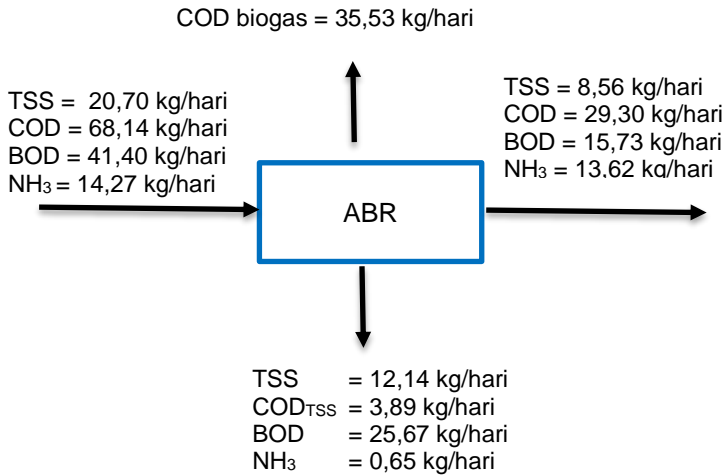 COD biogas = 35,53 kg/hari
TSS = 20,70 kg/hari
COD = 68,14 kg/hari
BOD = 41,40 kg/hari
NH₃ = 14,27 kg/hari
TSS = 8,56 kg/hari
COD = 29,30 kg/hari
BOD = 15,73 kg/hari
NH₃ = 13,62 kg/hari
ABR
TSS = 12,14 kg/hari
COD_TSS = 3,89 kg/hari
BOD = 25,67 kg/hari
NH₃ = 0,65 kg/hari